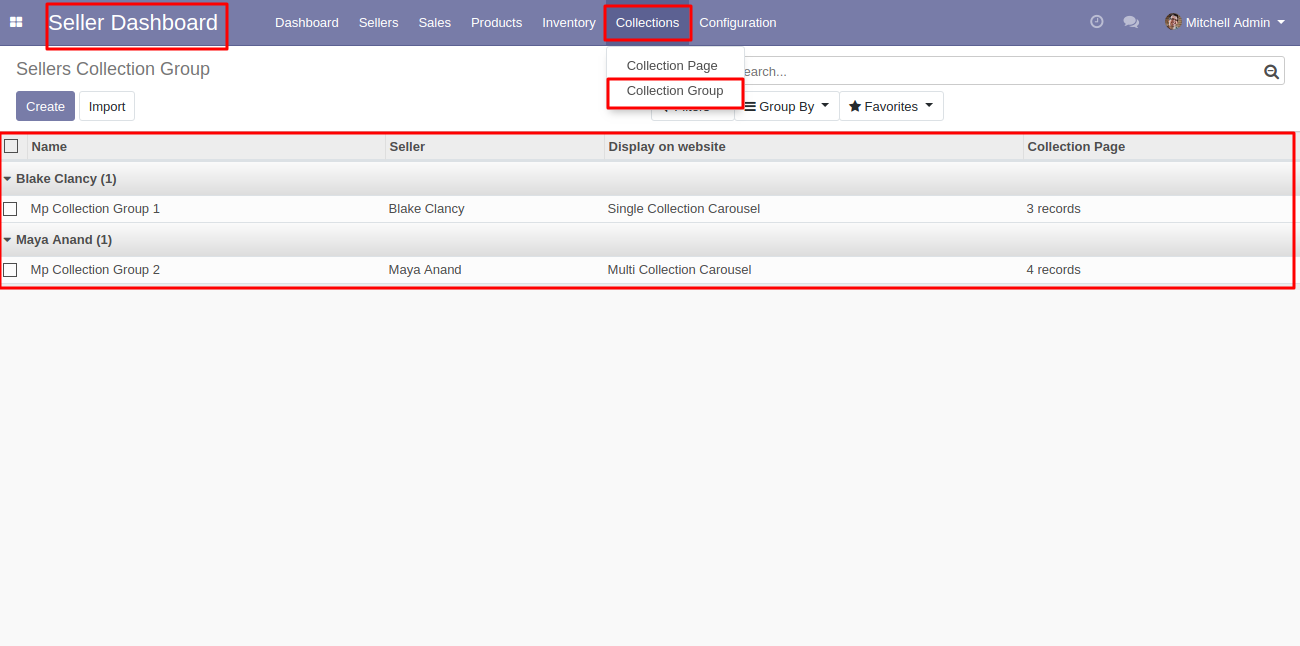 Seller Dashboard Dashboard Sellers Sales Products Inventory Collections Configuration Mitchell Admin
Sellers Collection Group
Collection Page
Collection Group
earch...
Create Import
Group By Favorites
Name Seller Display on website Collection Page
Blake Clancy (1)
Mp Collection Group 1 Blake Clancy Single Collection Carousel 3 records
Maya Anand (1)
Mp Collection Group 2 Maya Anand Multi Collection Carousel 4 records